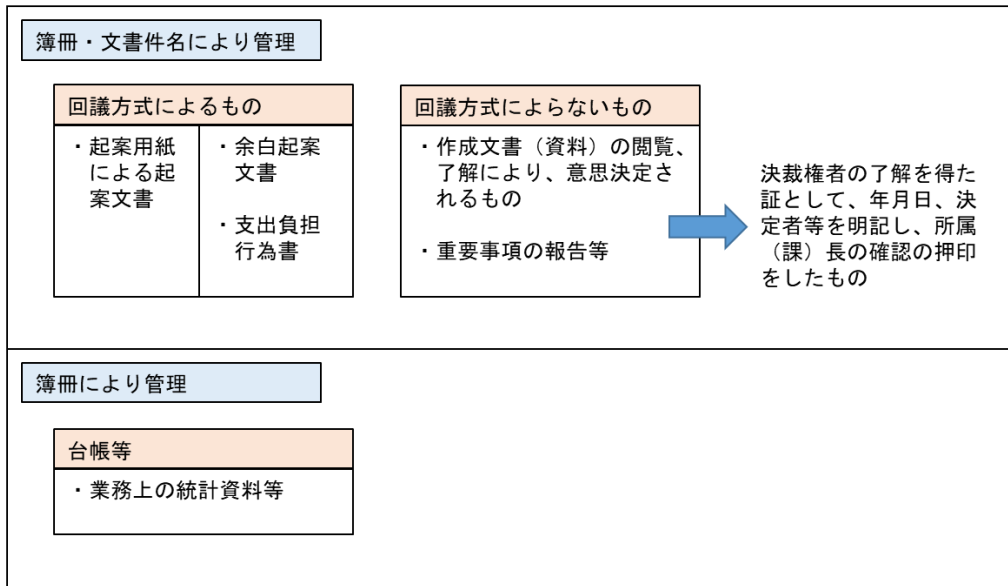 簿冊・文書件名により管理
回議方式によるもの
・起案用紙
による起
案文書
・余白起案
文書
・支出負担
行為書
回議方式によらないもの
・作成文書（資料）の閲覧、
了解により、意思決定さ
れるもの
・重要事項の報告等
決裁権者の了解を得た
証として、年月日、決
定者等を明記し、所属
（課）長の確認の押印
をしたもの
簿冊により管理
台帳等
・業務上の統計資料等